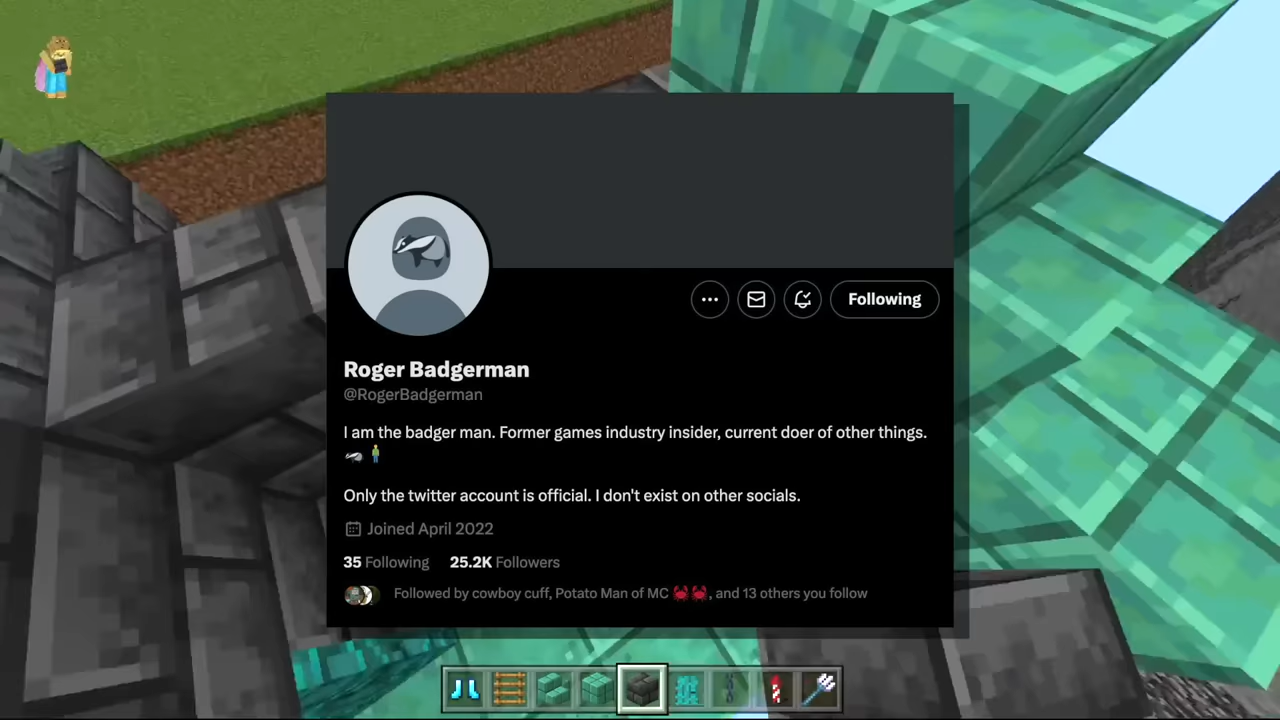 Following
Roger Badgerman
@RogerBadgerman
I am the badger man. Former games industry insider, current doer of other things.
🦡🧍‍♂️
Only the twitter account is official. I don't exist on other socials.
Joined April 2022
35 Following 25.2K Followers
Followed by cowboy cuff, Potato Man of MC 🦀🦀, and 13 others you follow